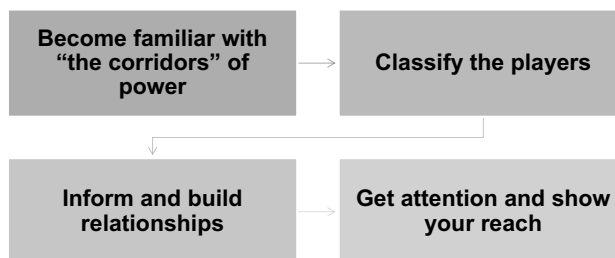 Become familiar with
“the corridors” of
power
Classify the players
Inform and build
relationships
Get attention and show
your reach